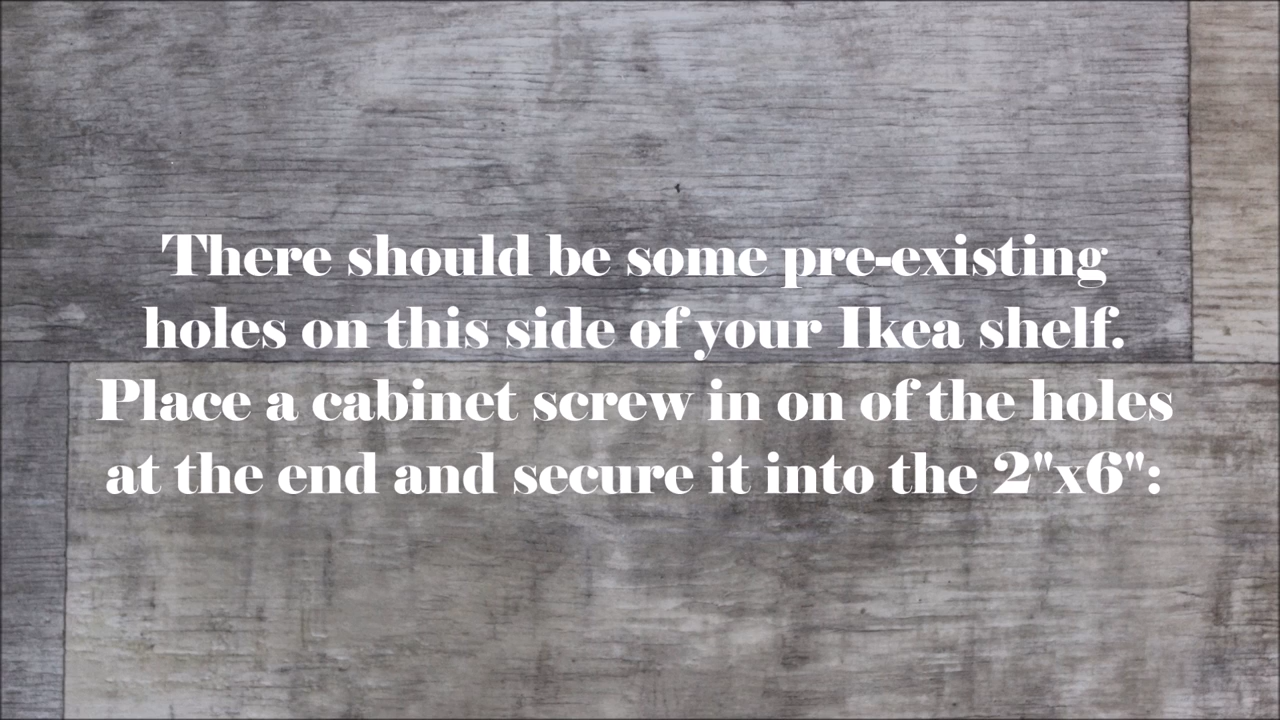 There should be some pre-existing
holes on this side of your Ikea shelf.
Place a cabinet screw in on of the holes
at the end and secure it into the 2"x6":